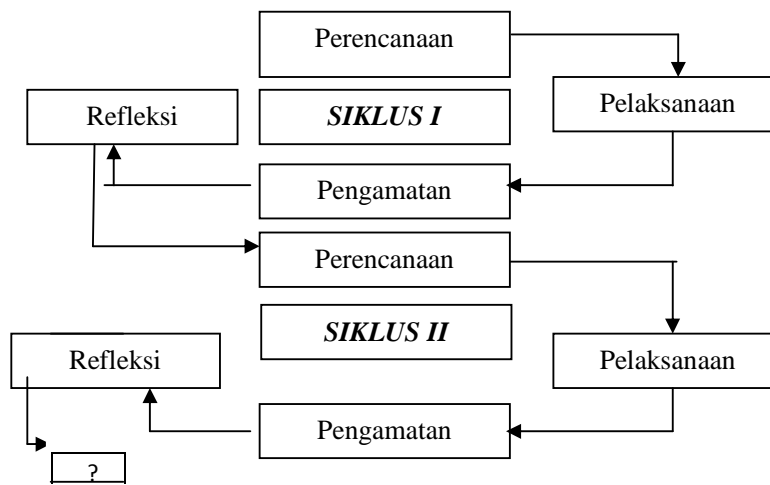 Perencanaan
Pelaksanaan
Refleksi
SIKLUS I
Pengamatan
Perencanaan
SIKLUS II
Refleksi
Pelaksanaan
Pengamatan
?